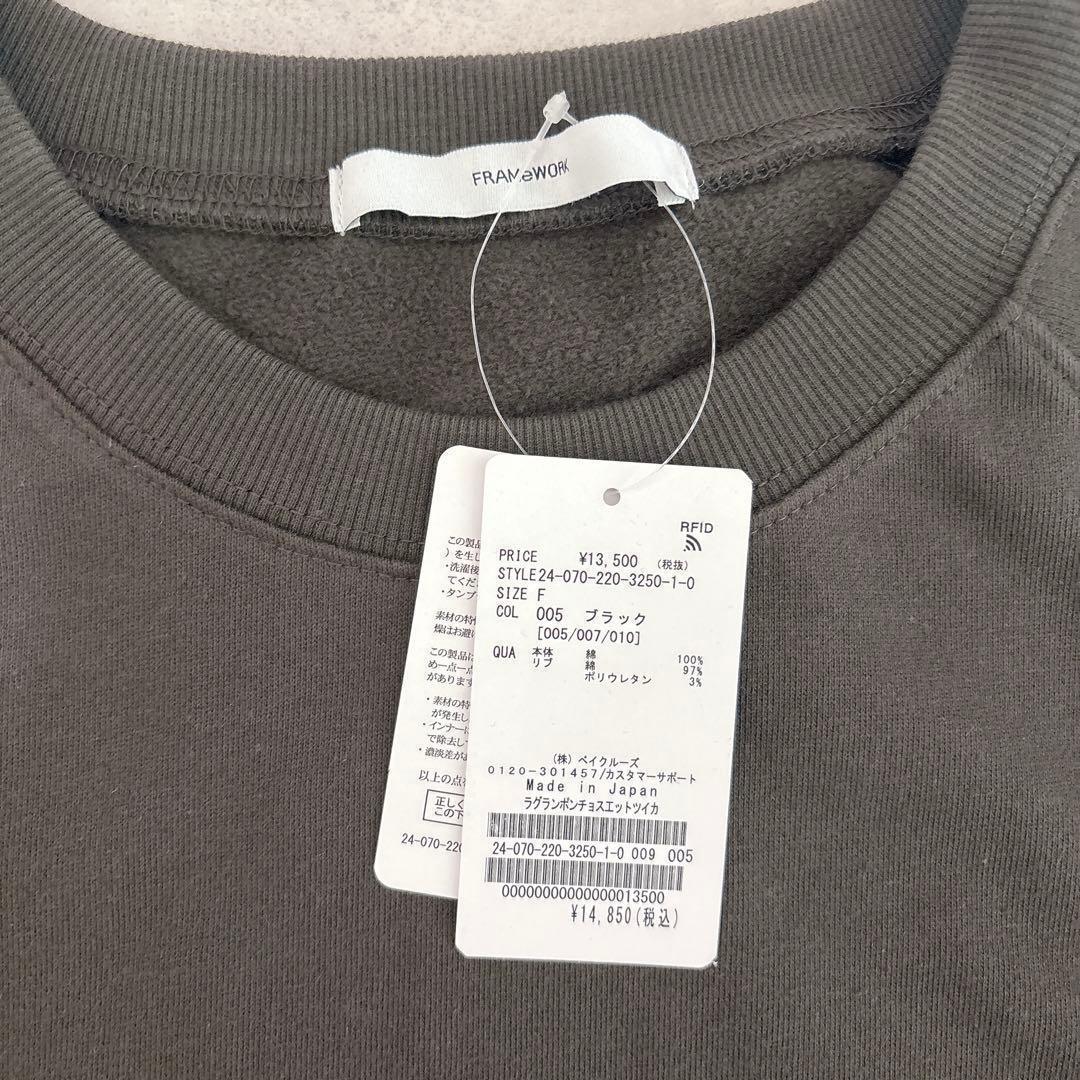 FRAMeWORK
RFID
PRICE ¥13,500 (税抜)
STYLE24-070-220-3250-1-0
SIZE F
COL 005 ブラック
[005/007/010]
QUA 本体 綿 100%
リブ 綿 97%
ポリウレタン 3%
(株) ベイクルーズ
0120-301457/カスタマーサポート
Made in Japan
ラグランポンチョスエットツイカ
24-070-220-3250-1-0 009 005
00000000000000013500
¥14,850(税込)
この製品
)を生じ
・洗濯後
てくだ
・タンブ
素材の特
燥はお避け
この製品は
め一点一点
があります
・素材の特
が発生し
・インナーに
で除去し
・濃淡差が
以上の点を
正しく
この下
24-070-220